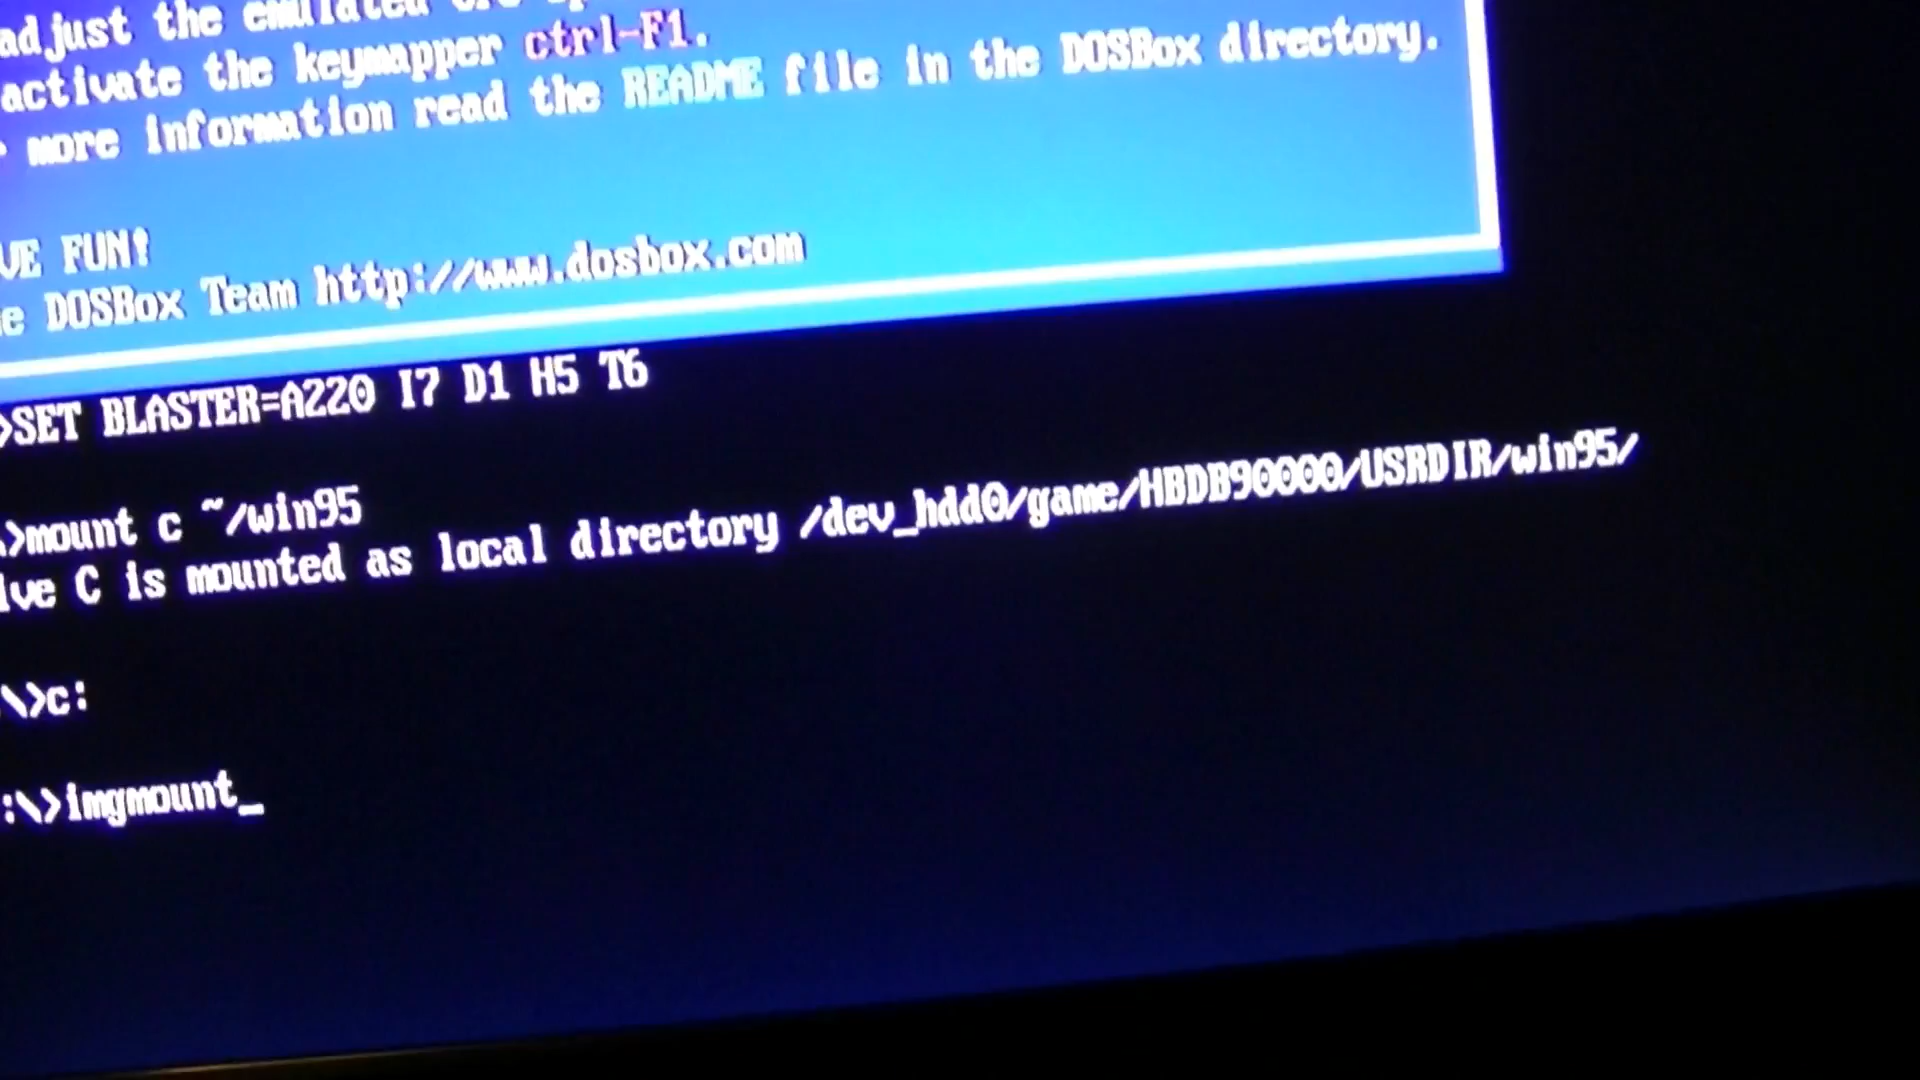 adjust the emulated
activate the keymapper ctrl-F1.
more information read the README file in the DOSBox directory.
VE FUN!
e DOSBox Team http://www.dosbox.com
>SET BLASTER=A220 I7 D1 H5 T6
\>mount c ~/win95
ive C is mounted as local directory /dev_hdd0/game/HBDB90000/USRDIR/win95/
\>c:
:\>imgmount_